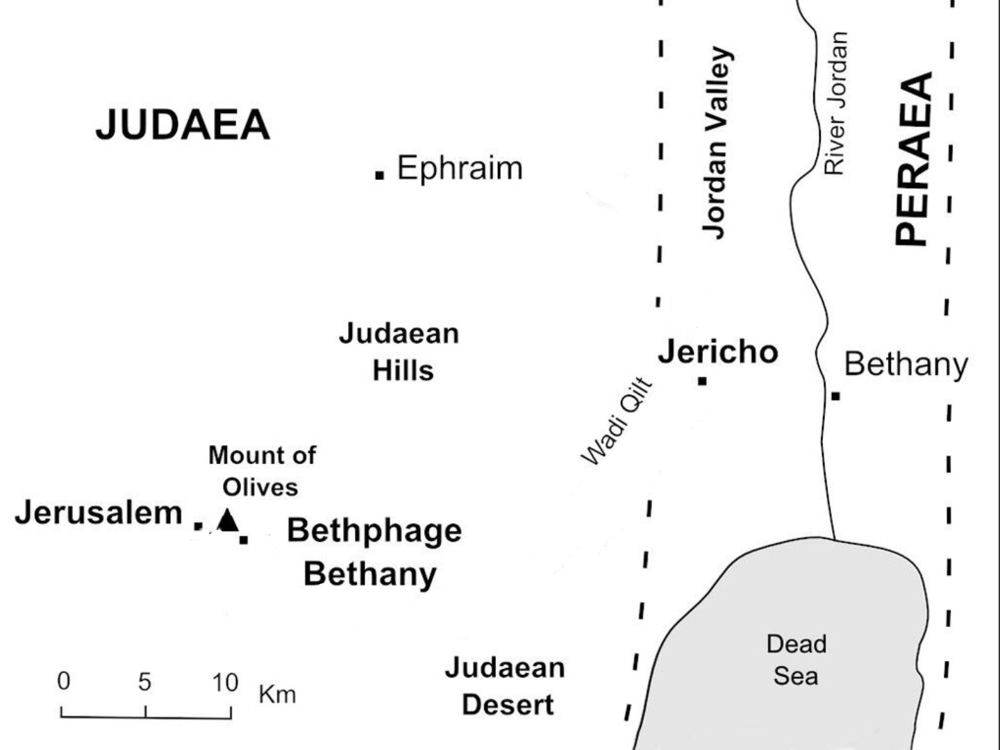 JUDAEA
Ephraim
Jordan Valley
River Jordan
PERAEA
Judaean
Hills
Jericho
Bethany
Wadi Qilt
Mount of
Olives
Jerusalem
Bethphage
Bethany
Dead
Sea
Judaean
Desert
0 5 10 Km